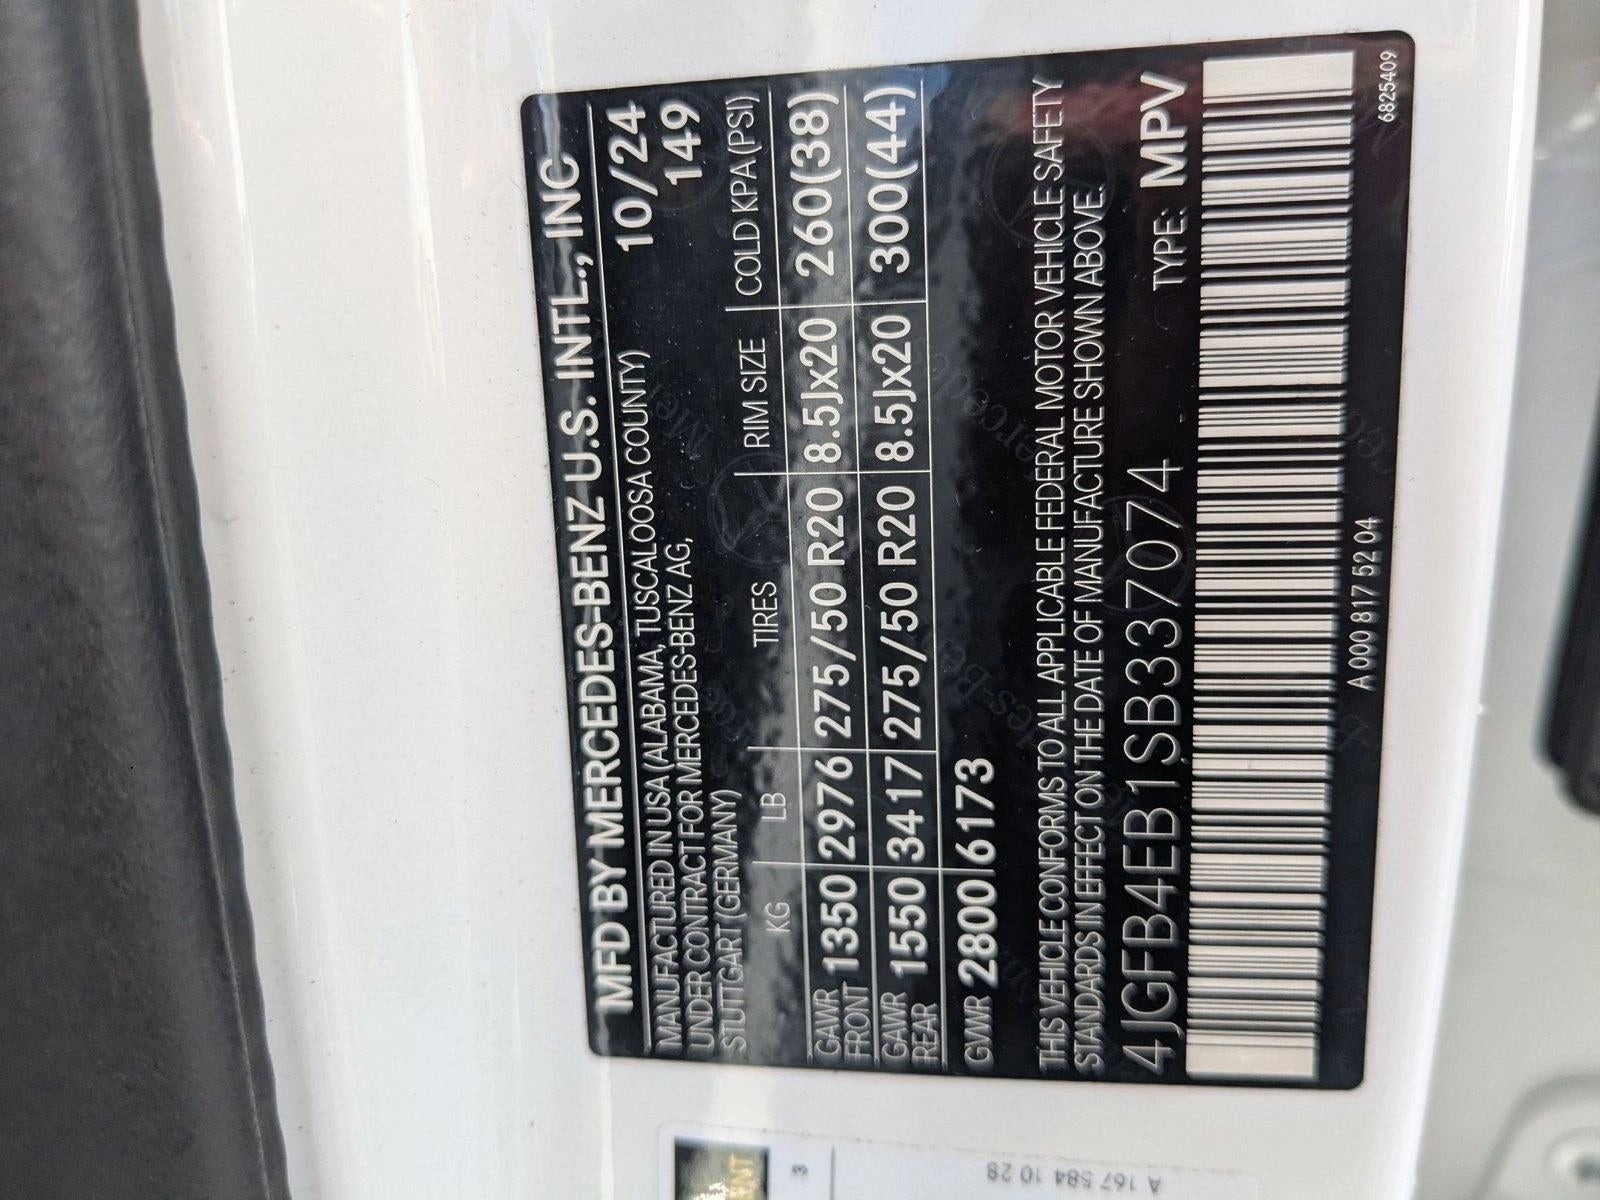 MFD BY MERCEDES-BENZ U.S. INTL., INC
MANUFACTURED IN USA (ALABAMA, TUSCALOOSA COUNTY) 10/24
UNDER CONTRACT FOR MERCEDES-BENZ AG, 149
STUTTGART (GERMANY)
KG LB TIRES RIM SIZE COLD KPA(PSI)
GAWR FRONT 1350 2976 275/50 R20 8.5Jx20 260(38)
GAWR REAR 1550 3417 275/50 R20 8.5Jx20 300(44)
GWR 2800 6173
THIS VEHICLE CONFORMS TO ALL APPLICABLE FEDERAL MOTOR VEHICLE SAFETY
STANDARDS IN EFFECT ON THE DATE OF MANUFACTURE SHOWN ABOVE.
4JGFB4EB1SB337074 TYPE: MPV
A 000 817 52 04
6825409
3
A 167 584 10 28